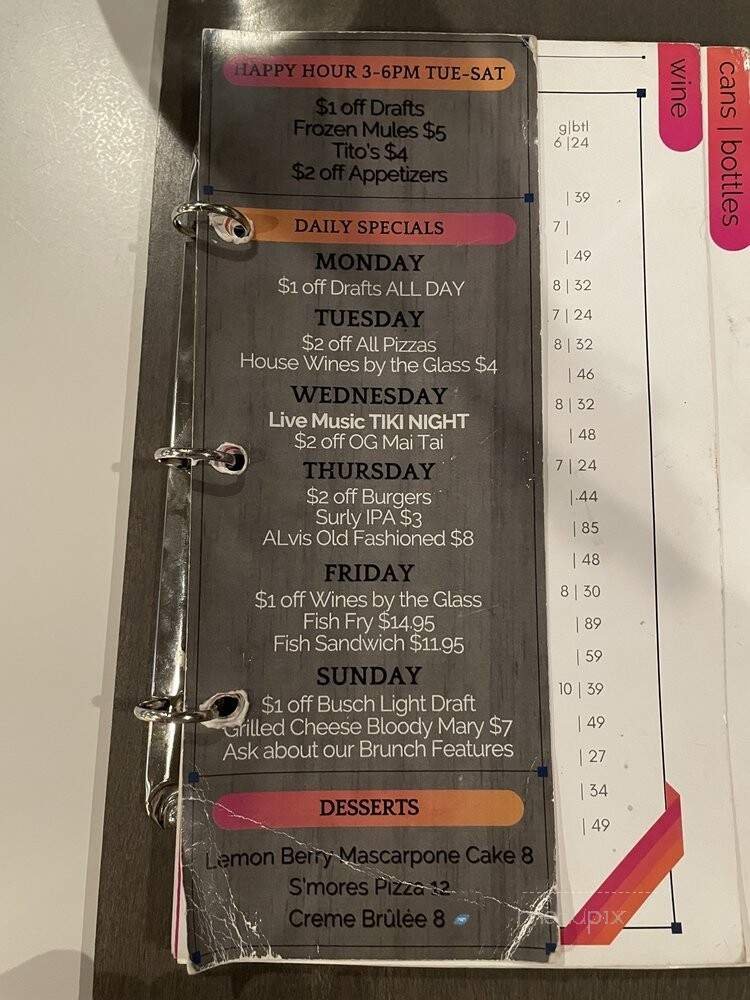 HAPPY HOUR 3-6PM TUE-SAT
$1 off Drafts
Frozen Mules $5
Tito's $4
$2 off Appetizers
DAILY SPECIALS
MONDAY
$1 off Drafts ALL DAY
TUESDAY
$2 off All Pizzas
House Wines by the Glass $4
WEDNESDAY
Live Music TIKI NIGHT
$2 off OG Mai Tai
THURSDAY
$2 off Burgers
Surly IPA $3
ALvis Old Fashioned $8
FRIDAY
$1 off Wines by the Glass
Fish Fry $14.95
Fish Sandwich $11.95
SUNDAY
$1 off Busch Light Draft
Grilled Cheese Bloody Mary $7
Ask about our Brunch Features
DESSERTS
Lemon Berry Mascarpone Cake 8
S'mores Pizza 12
Creme Brûlée 8
g|btl
6 | 24
| 39
7 |
| 49
8 | 32
7 | 24
8 | 32
| 46
8 | 32
| 48
7 | 24
| 44
| 85
| 48
8 | 30
| 89
| 59
10 | 39
| 49
| 27
| 34
| 49
wine
cans | bottles